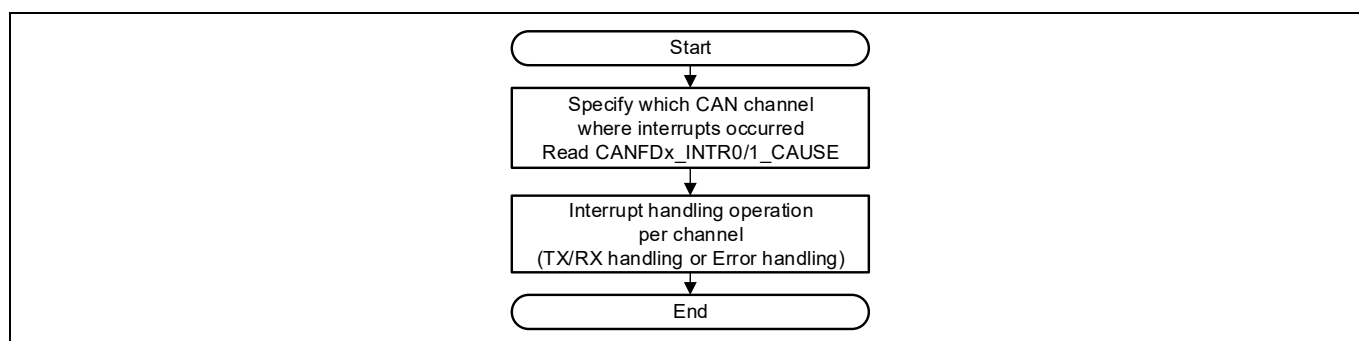 Start
Specify which CAN channel
where interrupts occurred
Read CANFDx_INTR0/1_CAUSE
Interrupt handling operation
per channel
(TX/RX handling or Error handling)
End